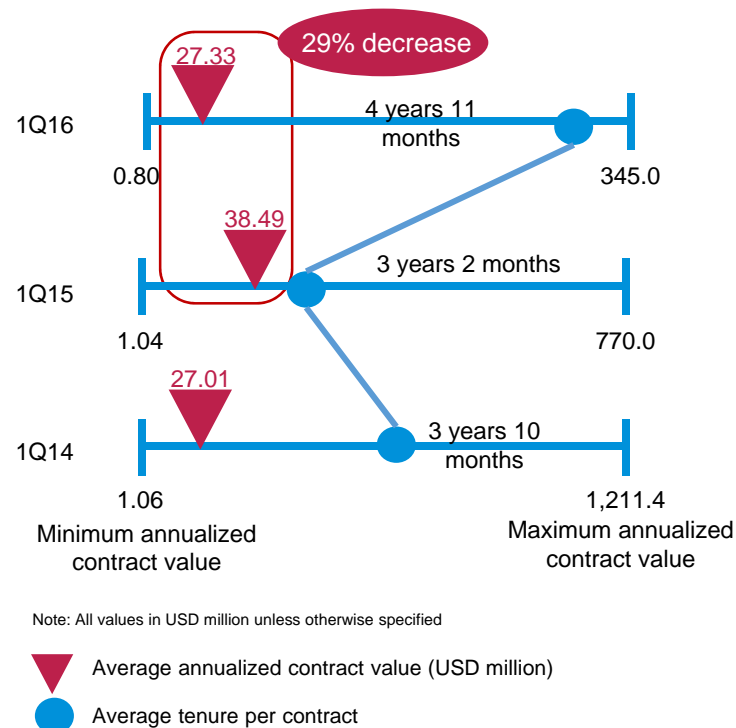 29% decrease
27.33
1Q16
4 years 11
months
0.80
345.0
38.49
1Q15
3 years 2 months
1.04
770.0
27.01
1Q14
3 years 10
months
1.06
1,211.4
Minimum annualized
contract value
Maximum annualized
contract value
Note: All values in USD million unless otherwise specified
Average annualized contract value (USD million)
Average tenure per contract